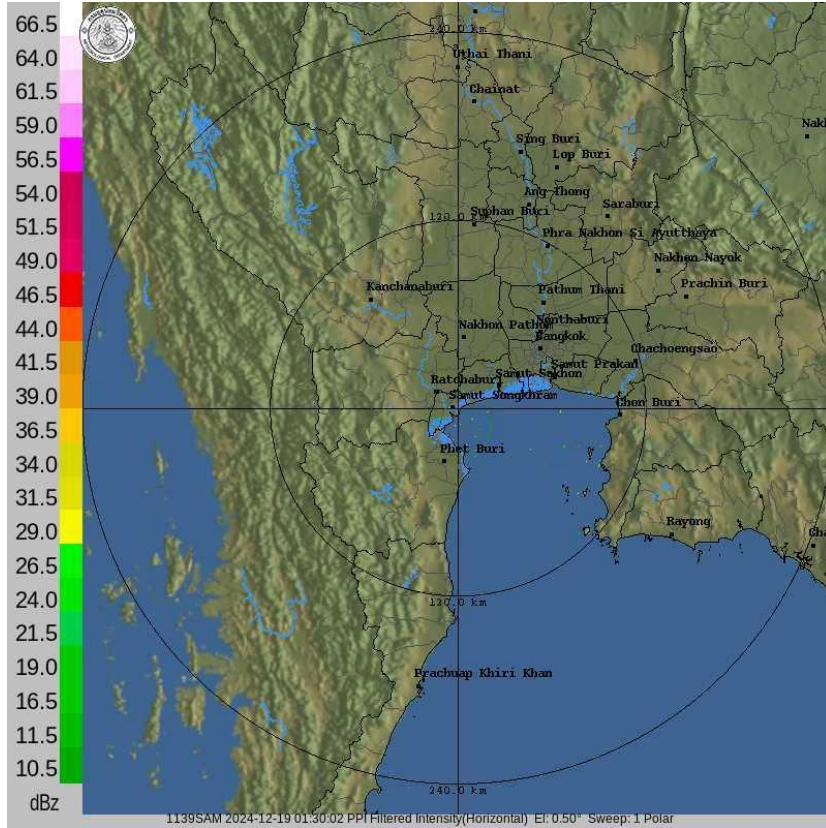 66.5
64.0
61.5
59.0
56.5
54.0
51.5
49.0
46.5
44.0
41.5
39.0
36.5
34.0
31.5
29.0
26.5
24.0
21.5
19.0
16.5
11.5
10.5
dBz
240.0 km
Uthai Thani
Chainat
Sing Buri
Lop Buri
Nakh
Ang Thong
Saraburi
120.0 km
Suphan Buri
Phra Nakhon Si Ayutthaya
Nakhon Nayok
Prachin Buri
Kanchanaburi
Pathum Thani
Nonthaburi
Nakhon Pathom
Bangkok
Chachoengsao
Samut Prakan
Samut Sakhon
Ratchaburi
Samut Songkhram
Chon Buri
Phet Buri
Rayong
Cha
120.0 km
Prachuap Khiri Khan
240.0 km
1139SAM 2024-12-19 01:30:02 PPI Filtered Intensity(Horizontal) El: 0.50° Sweep: 1 Polar